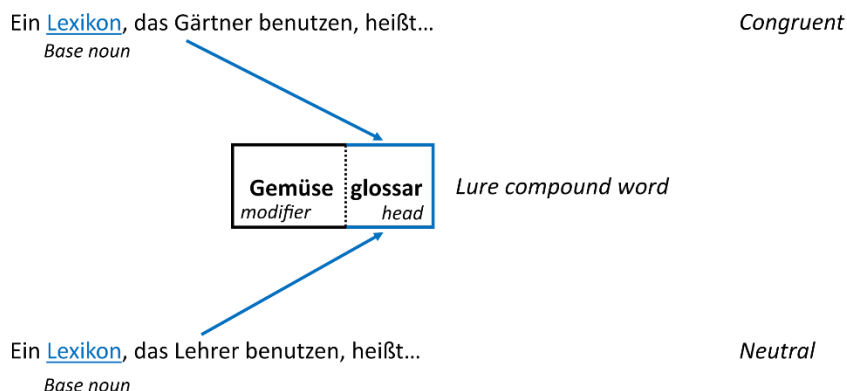 Ein Lexikon, das Gärtner benutzen, heißt... Congruent
Base noun
Gemüse glossar Lure compound word
modifier head
Ein Lexikon, das Lehrer benutzen, heißt... Neutral
Base noun